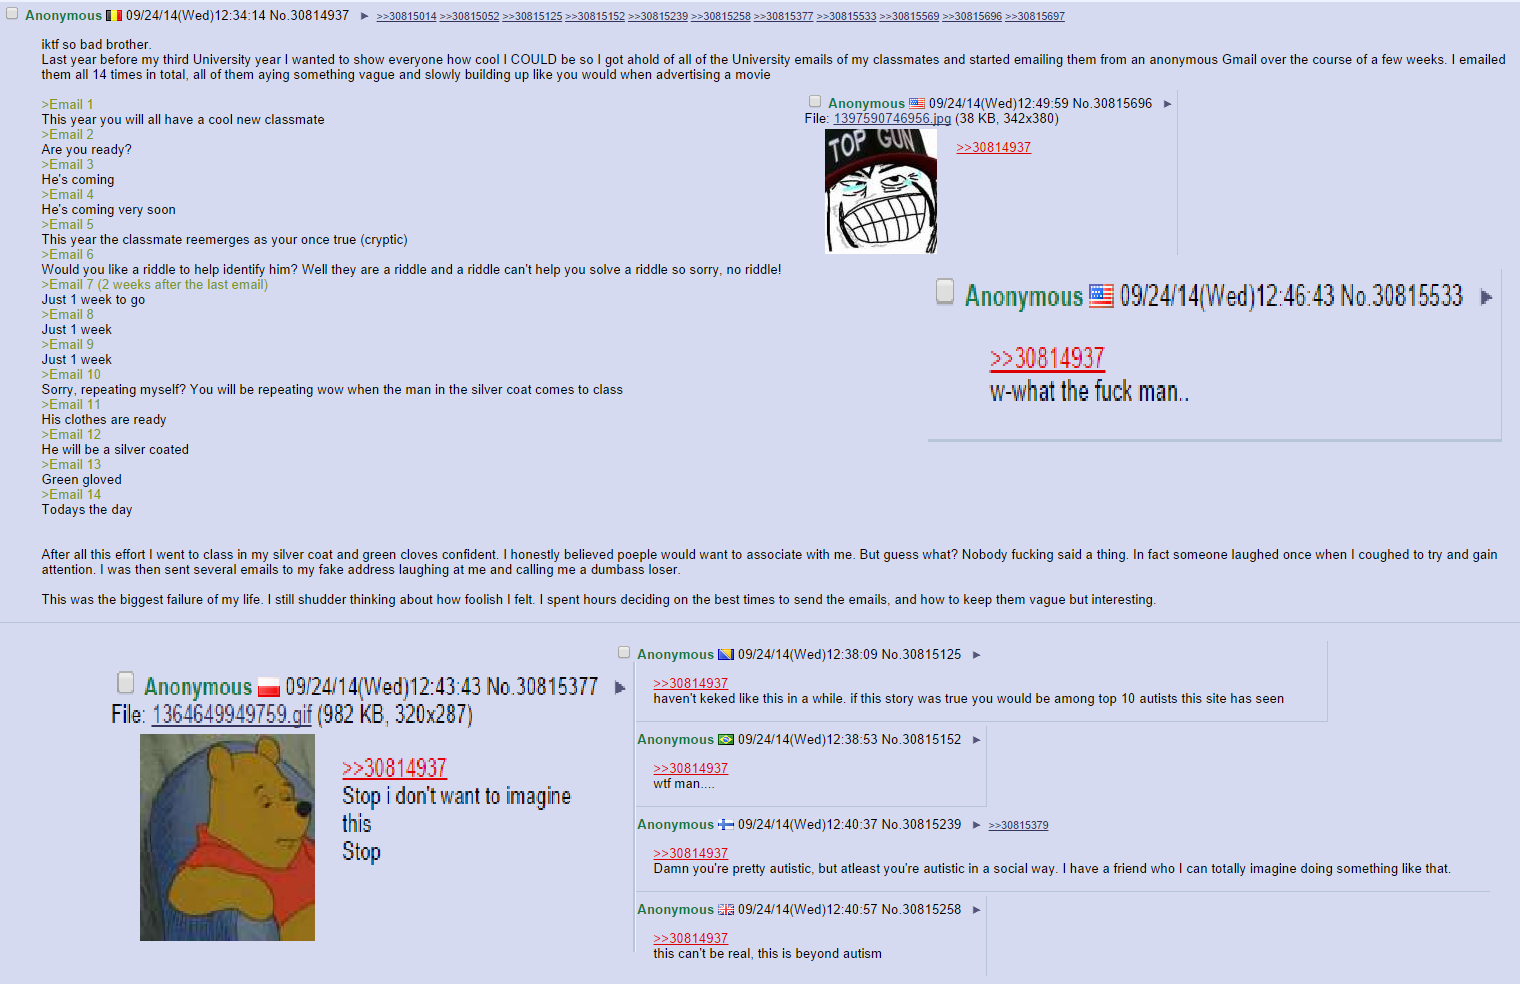 Anonymous 09/24/14(Wed)12:34:14 No.30814937 ► >>30815014 >>30815052 >>30815125 >>30815152 >>30815239 >>30815258 >>30815377 >>30815533 >>30815569 >>30815696 >>30815697
iktf so bad brother.
Last year before my third University year I wanted to show everyone how cool I COULD be so I got ahold of all of the University emails of my classmates and started emailing them from an anonymous Gmail over the course of a few weeks. I emailed
them all 14 times in total, all of them aying something vague and slowly building up like you would when advertising a movie
>Email 1
This year you will all have a cool new classmate
>Email 2
Are you ready?
>Email 3
He's coming
>Email 4
He's coming very soon
>Email 5
This year the classmate reemerges as your once true (cryptic)
>Email 6
Would you like a riddle to help identify him? Well they are a riddle and a riddle can't help you solve a riddle so sorry, no riddle!
>Email 7 (2 weeks after the last email)
Just 1 week to go
>Email 8
Just 1 week
>Email 9
Just 1 week
>Email 10
Sorry, repeating myself? You will be repeating wow when the man in the silver coat comes to class
>Email 11
His clothes are ready
>Email 12
He will be a silver coated
>Email 13
Green gloved
>Email 14
Todays the day
After all this effort I went to class in my silver coat and green cloves confident. I honestly believed poeple would want to associate with me. But guess what? Nobody fucking said a thing. In fact someone laughed once when I coughed to try and gain
attention. I was then sent several emails to my fake address laughing at me and calling me a dumbass loser.
This was the biggest failure of my life. I still shudder thinking about how foolish I felt. I spent hours deciding on the best times to send the emails, and how to keep them vague but interesting.
Anonymous 09/24/14(Wed)12:49:59 No.30815696 ►
File: 1397590746956.jpg (38 KB, 342x380)
TOP GUN
>>30814937
Anonymous 09/24/14(Wed)12:46:43 No.30815533 ►
>>30814937
w-what the fuck man..
Anonymous 09/24/14(Wed)12:43:43 No.30815377 ►
File: 1364649949759.gif (982 KB, 320x287)
>>30814937
Stop i don't want to imagine
this
Stop
Anonymous 09/24/14(Wed)12:38:09 No.30815125 ►
>>30814937
haven't keked like this in a while. if this story was true you would be among top 10 autists this site has seen
Anonymous 09/24/14(Wed)12:38:53 No.30815152 ►
>>30814937
wtf man....
Anonymous 09/24/14(Wed)12:40:37 No.30815239 ► >>30815379
>>30814937
Damn you're pretty autistic, but atleast you're autistic in a social way. I have a friend who I can totally imagine doing something like that.
Anonymous 09/24/14(Wed)12:40:57 No.30815258 ►
>>30814937
this can't be real, this is beyond autism